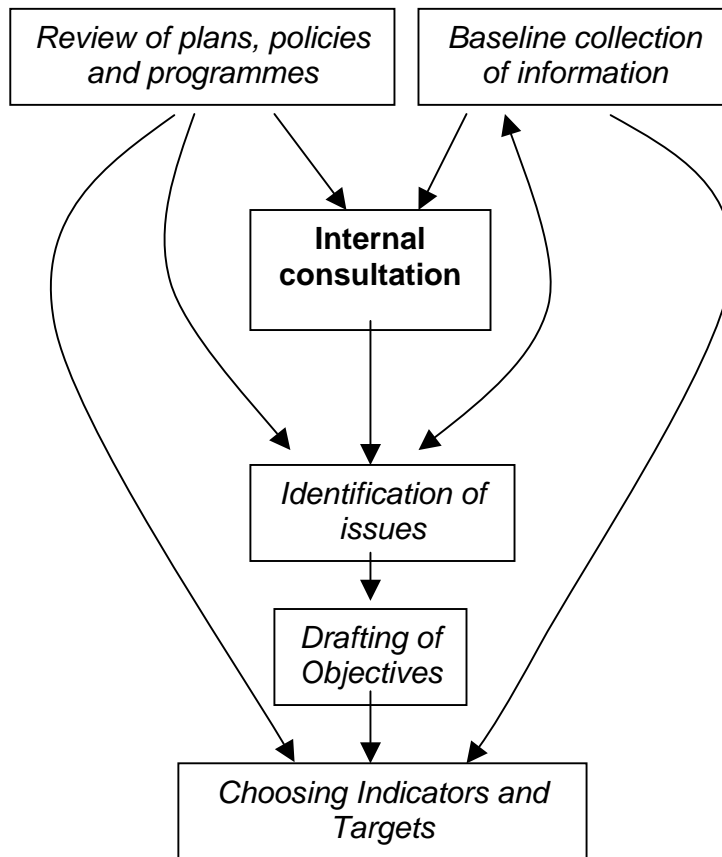 Review of plans, policies
and programmes
Baseline collection
of information
Internal
consultation
Identification of
issues
Drafting of
Objectives
Choosing Indicators and
Targets